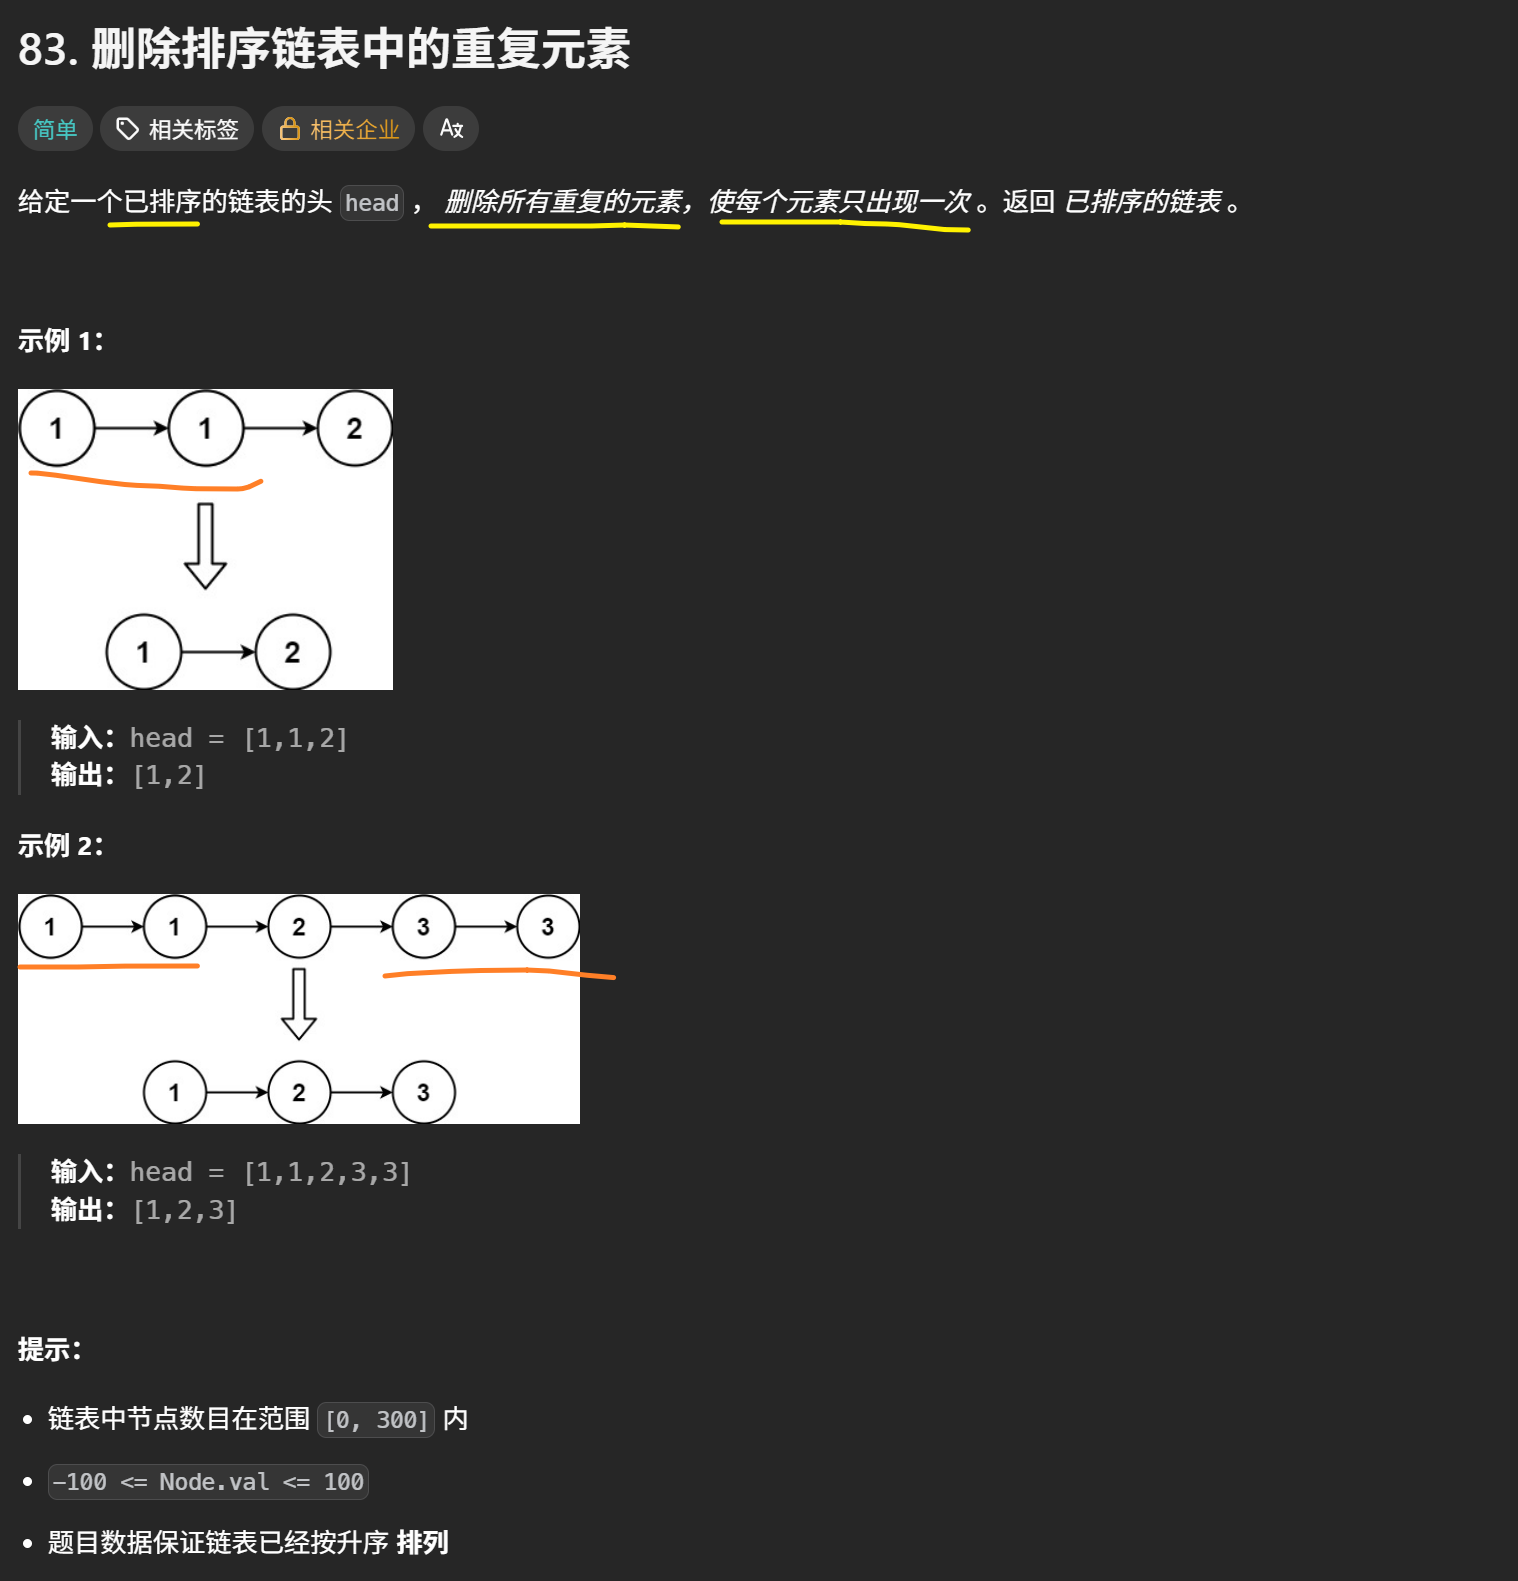 83. 删除排序链表中的重复元素
简单 相关标签 相关企业 A文
给定一个已排序的链表的头 head ， 删除所有重复的元素，使每个元素只出现一次 。返回 已排序的链表 。
示例 1：
1 1 2
1 2
输入：head = [1,1,2]
输出：[1,2]
示例 2：
1 1 2 3 3
1 2 3
输入：head = [1,1,2,3,3]
输出：[1,2,3]
提示：
链表中节点数目在范围 [0, 300] 内
-100 <= Node.val <= 100
题目数据保证链表已经按升序 排列